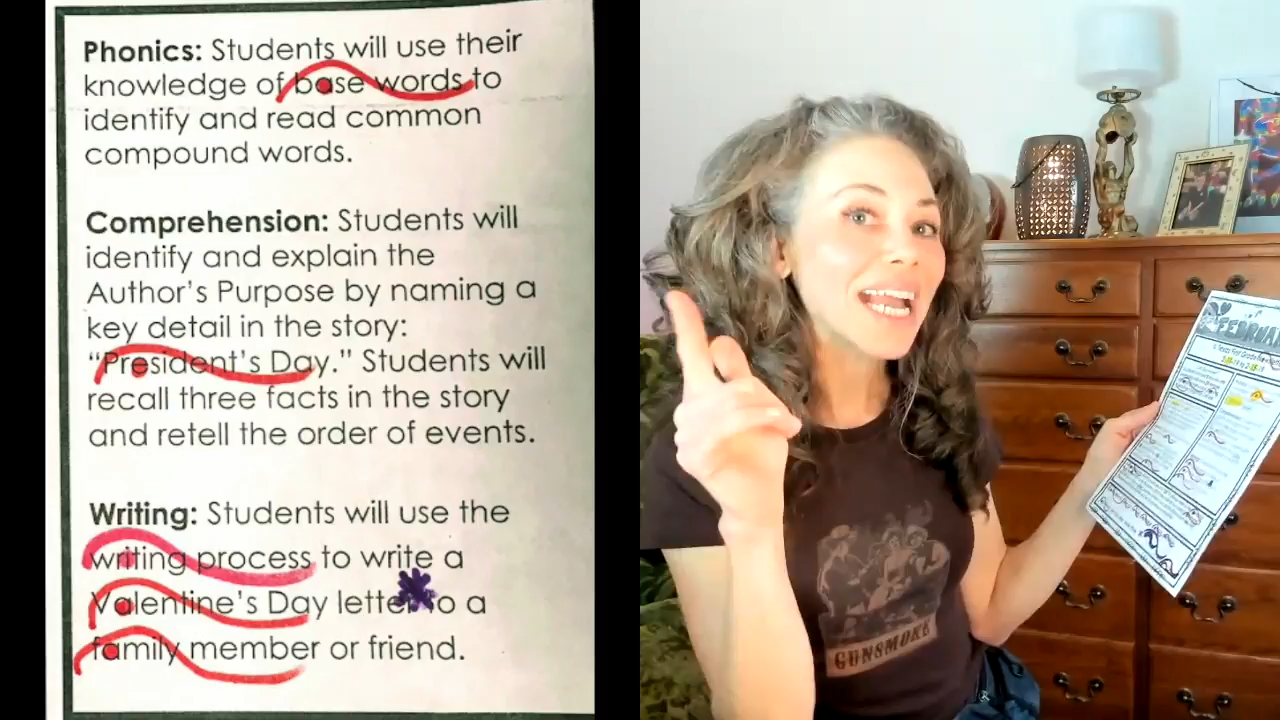 Phonics: Students will use their
knowledge of base words to
identify and read common
compound words.
Comprehension: Students will
identify and explain the
Author's Purpose by naming a
key detail in the story:
"President's Day." Students will
recall three facts in the story
and retell the order of events.
Writing: Students will use the
writing process to write a
Valentine's Day letter to a
family member or friend.
GUNSMOKE